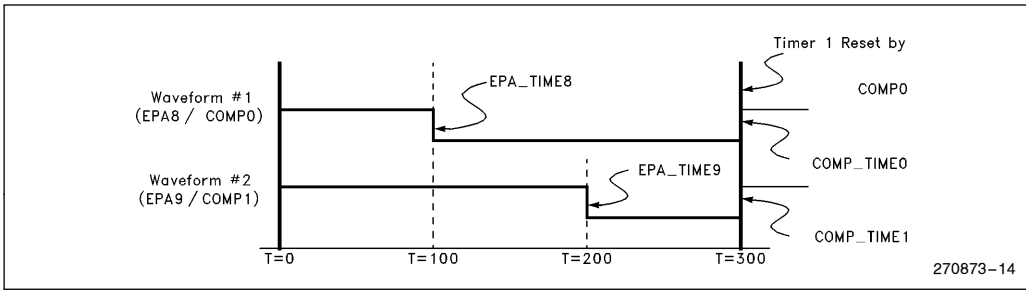 Timer 1 Reset by
COMP0
EPA_TIME8
Waveform #1
(EPA8 / COMP0)
COMP_TIME0
EPA_TIME9
Waveform #2
(EPA9 / COMP1)
COMP_TIME1
T=0
T=100
T=200
T=300
270873-14